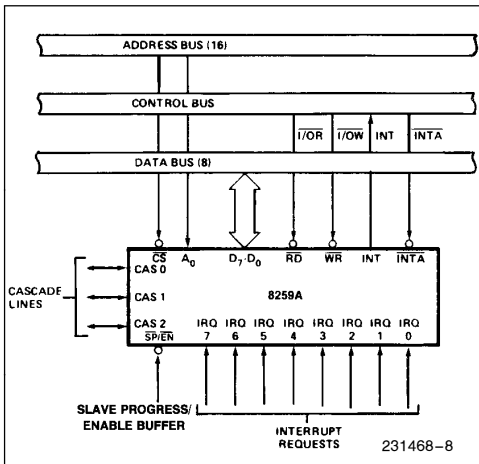 ADDRESS BUS (16)
CONTROL BUS
I/OR I/OW INT INTA
DATA BUS (8)
CS A0 D7-D0 RD WR INT INTA
CASCADE LINES
CAS 0
CAS 1
CAS 2
8259A
SP/EN
IRQ 7 IRQ 6 IRQ 5 IRQ 4 IRQ 3 IRQ 2 IRQ 1 IRQ 0
SLAVE PROGRESS/
ENABLE BUFFER
INTERRUPT
REQUESTS
231468-8